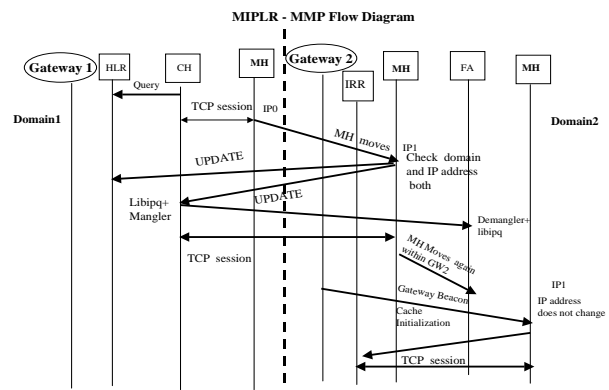 MIPLR - MMP Flow Diagram
Gateway 1
HLR
CH
MH
Gateway 2
IRR
MH
FA
MH
Query
Domain1
TCP session
IP0
MH moves
IP1
Check domain
and IP address
both
Domain2
UPDATE
UPDATE
Libipq+
Mangler
Demangler+
libipq
TCP session
MH Moves again
within GW2
Gateway Beacon
Cache
Initialization
IP1
IP address
does not change
TCP session